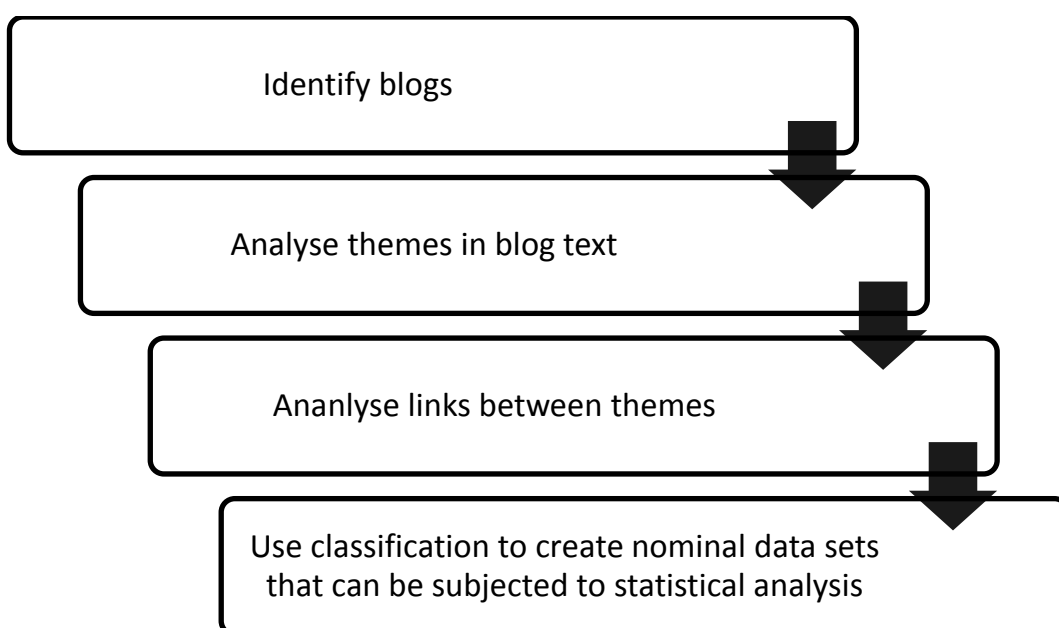 Identify blogs
Analyse themes in blog text
Ananlyse links between themes
Use classification to create nominal data sets
that can be subjected to statistical analysis